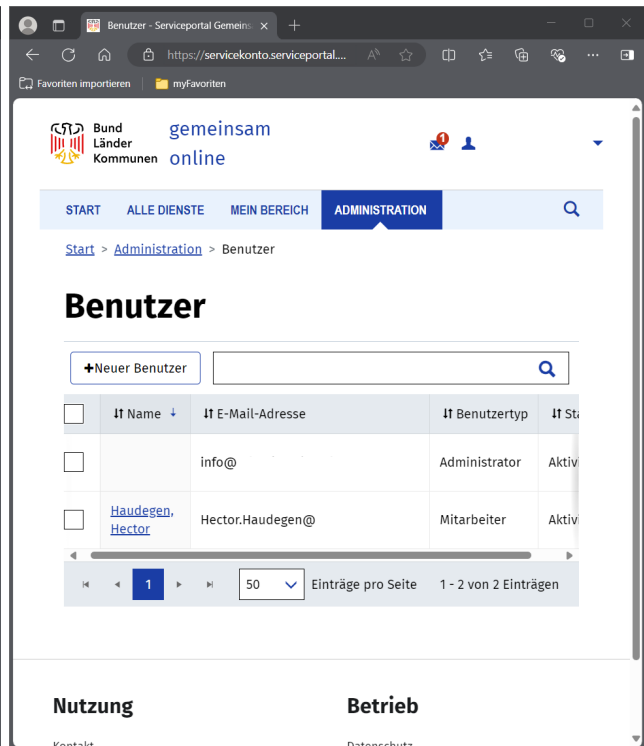 Benutzer - Serviceportal Gemeins
https://servicekonto.serviceportal....
Favoriten importieren
myFavoriten
Bund
Länder
Kommunen
gemeinsam
online
1
START ALLE DIENSTE MEIN BEREICH ADMINISTRATION
Start > Administration > Benutzer
Benutzer
+Neuer Benutzer
Name E-Mail-Adresse Benutzertyp Sta
info@ Administrator Aktivi
Haudegen, Hector.Haudegen@ Mitarbeiter Aktivi
Hector
1 50 Einträge pro Seite 1 - 2 von 2 Einträgen
Nutzung Betrieb
Kontakt Datenschutz